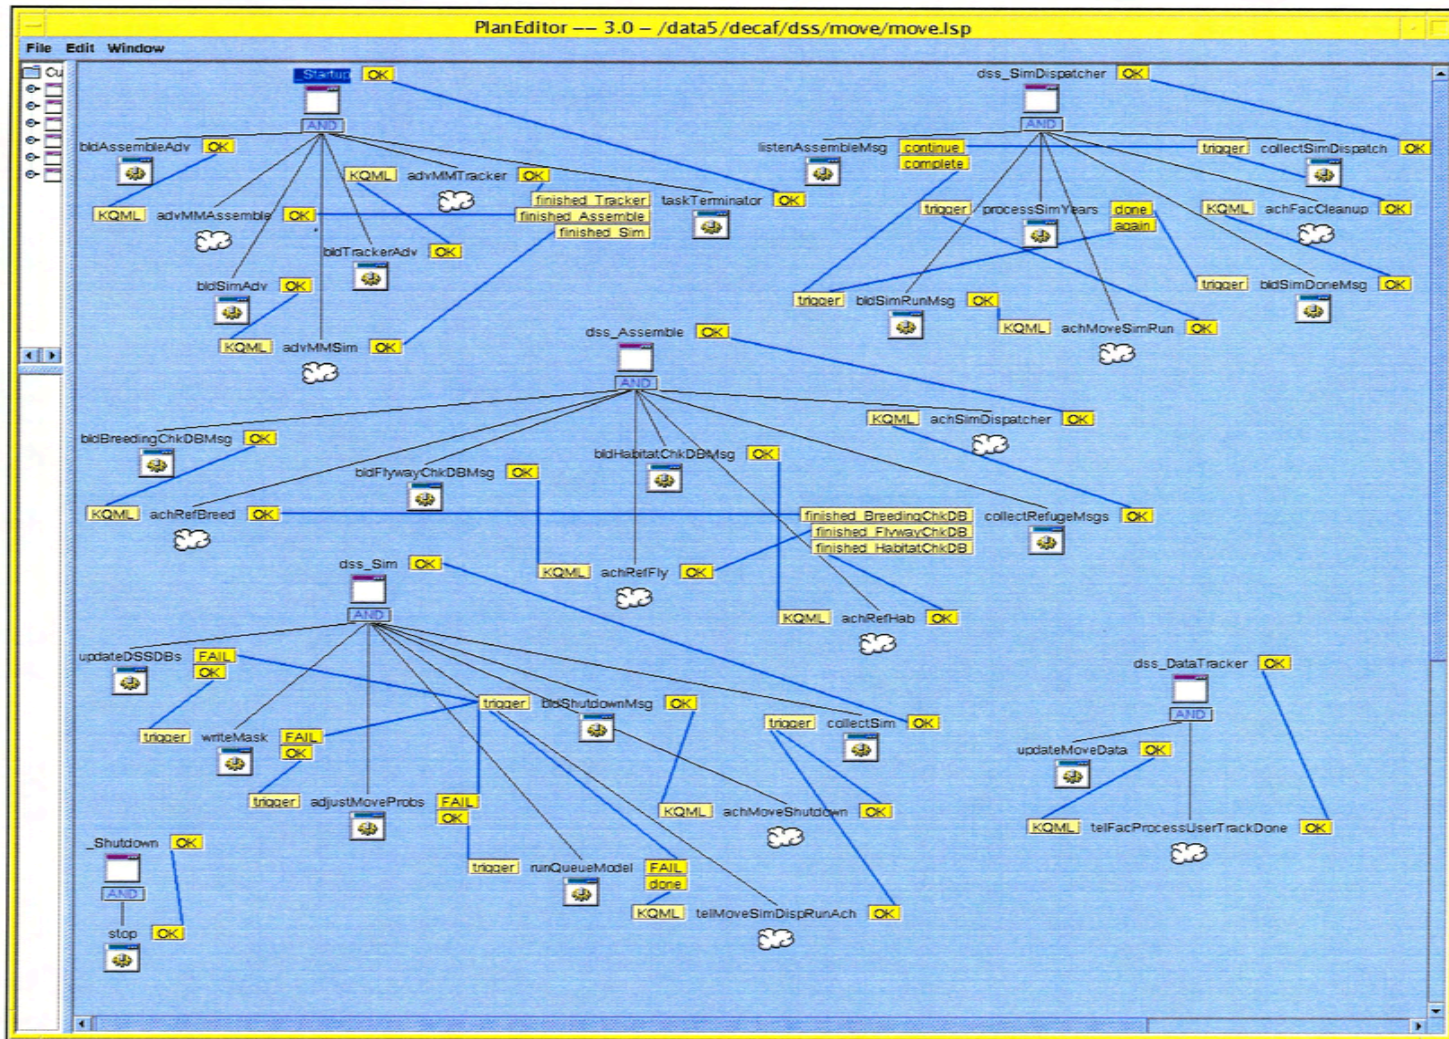 PlanEditor -- 3.0 - /data5/decaf/dss/move/move.lsp
File Edit Window
Cu
_Startup OK
AND
bldAssembleAdv OK
KQML advMMTracker OK
finished_Tracker taskTerminator OK
KQML advMMAssemble OK
finished_Assemble
finished_Sim
bldTrackerAdv OK
bldSimAdv OK
KQML advMMSim OK
dss_SimDispatcher OK
AND
listenAssembleMsg continue
complete
trigger collectSimDispatch OK
trigger processSimYears done
again
KQML achFacCleanup OK
trigger bldSimRunMsg OK
trigger bldSimDoneMsg OK
KQML achMoveSimRun OK
dss_Assemble OK
AND
KQML achSimDispatcher OK
bldBreedingChkDBMsg OK
bldFlywayChkDBMsg OK
bldHabitatChkDBMsg OK
KQML achRefBreed OK
finished_BreedingChkDB collectRefugeMsgs OK
finished_FlywayChkDB
finished_HabitatChkDB
KQML achRefFly OK
KQML achRefHab OK
dss_Sim OK
AND
updateDSSDBs FAIL
OK
trigger bldShutdownMsg OK
trigger collectSim OK
trigger writeMask FAIL
OK
trigger adjustMoveProbs FAIL
OK
KQML achMoveShutdown OK
trigger runQueueModel FAIL
done
KQML telMoveSimDispRunAch OK
dss_DataTracker OK
AND
updateMoveData OK
KQML telFacProcessUserTrackDone OK
_Shutdown OK
AND
stop OK